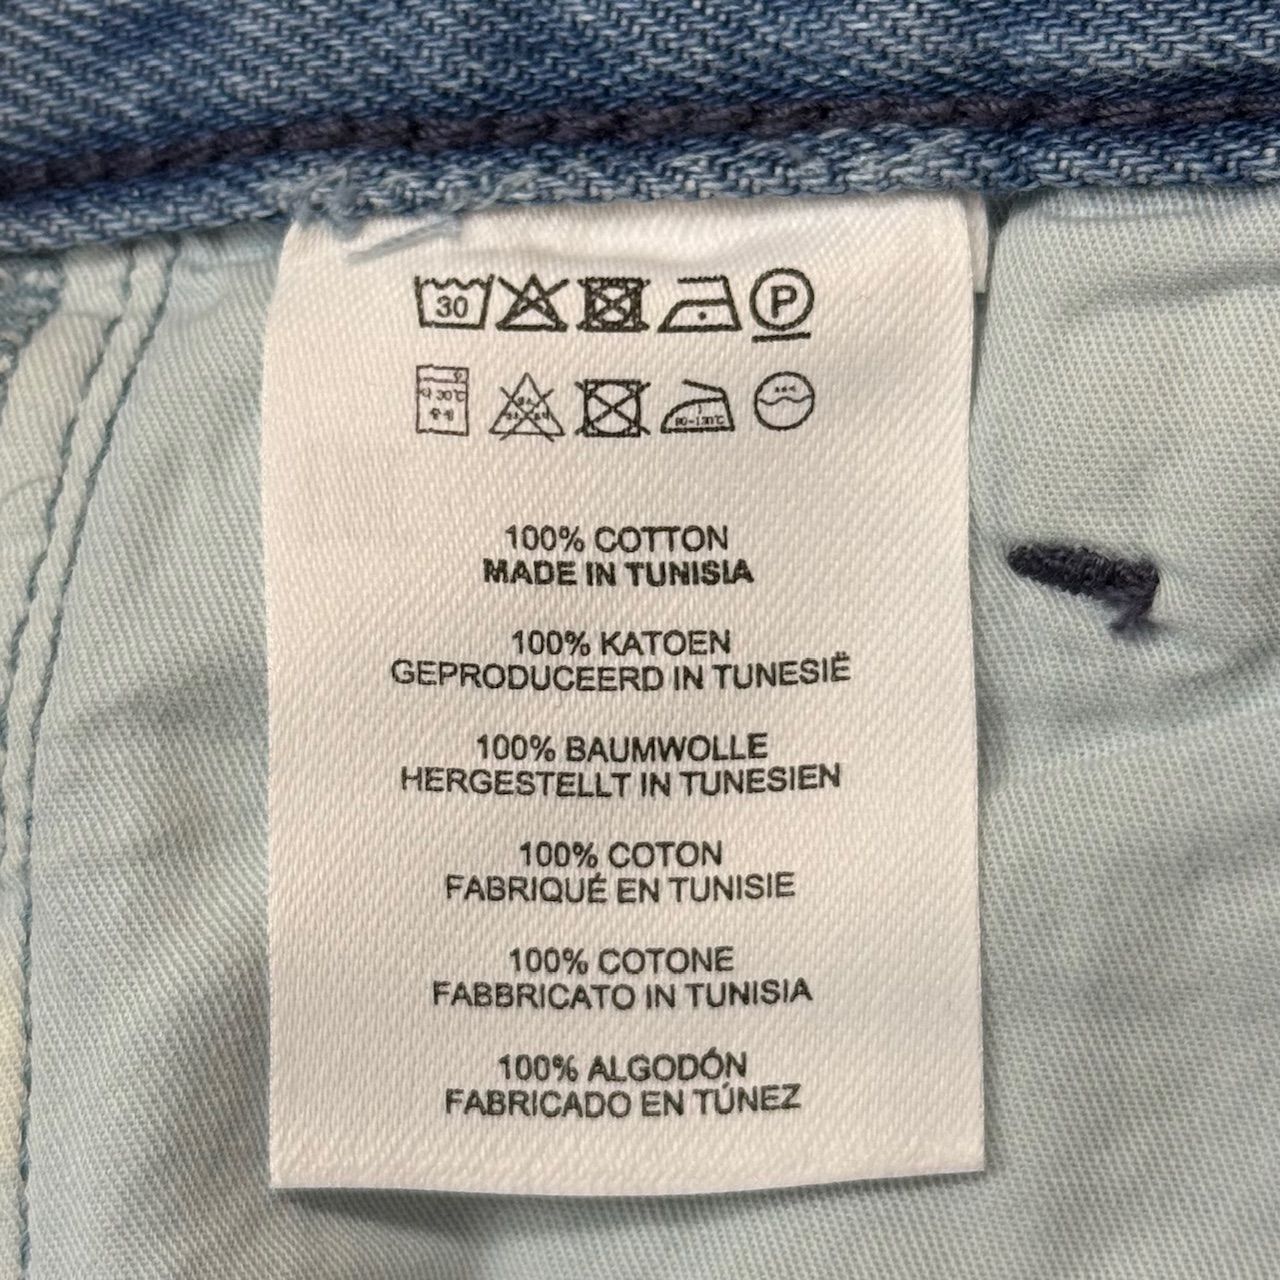 30
P
100% COTTON
MADE IN TUNISIA
100% KATOEN
GEPRODUCEERD IN TUNESIË
100% BAUMWOLLE
HERGESTELLT IN TUNESIEN
100% COTON
FABRIQUÉ EN TUNISIE
100% COTONE
FABBRICATO IN TUNISIA
100% ALGODÓN
FABRICADO EN TÚNEZ